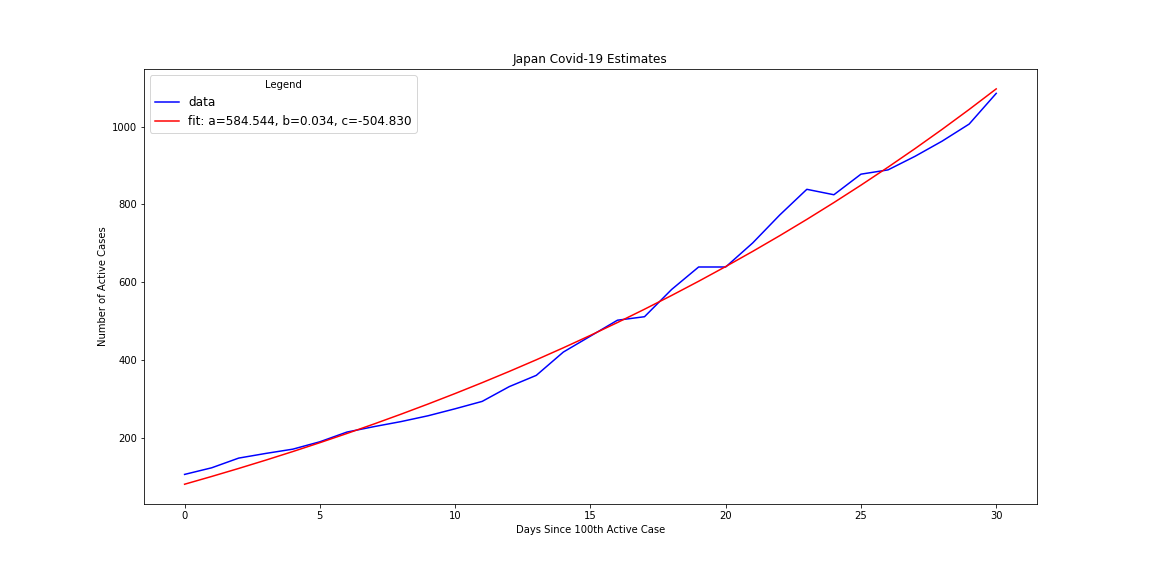 Japan Covid-19 Estimates
Legend
data
fit: a=584.544, b=0.034, c=-504.830
Number of Active Cases
1000
800
600
400
200
0 5 10 15 20 25 30
Days Since 100th Active Case